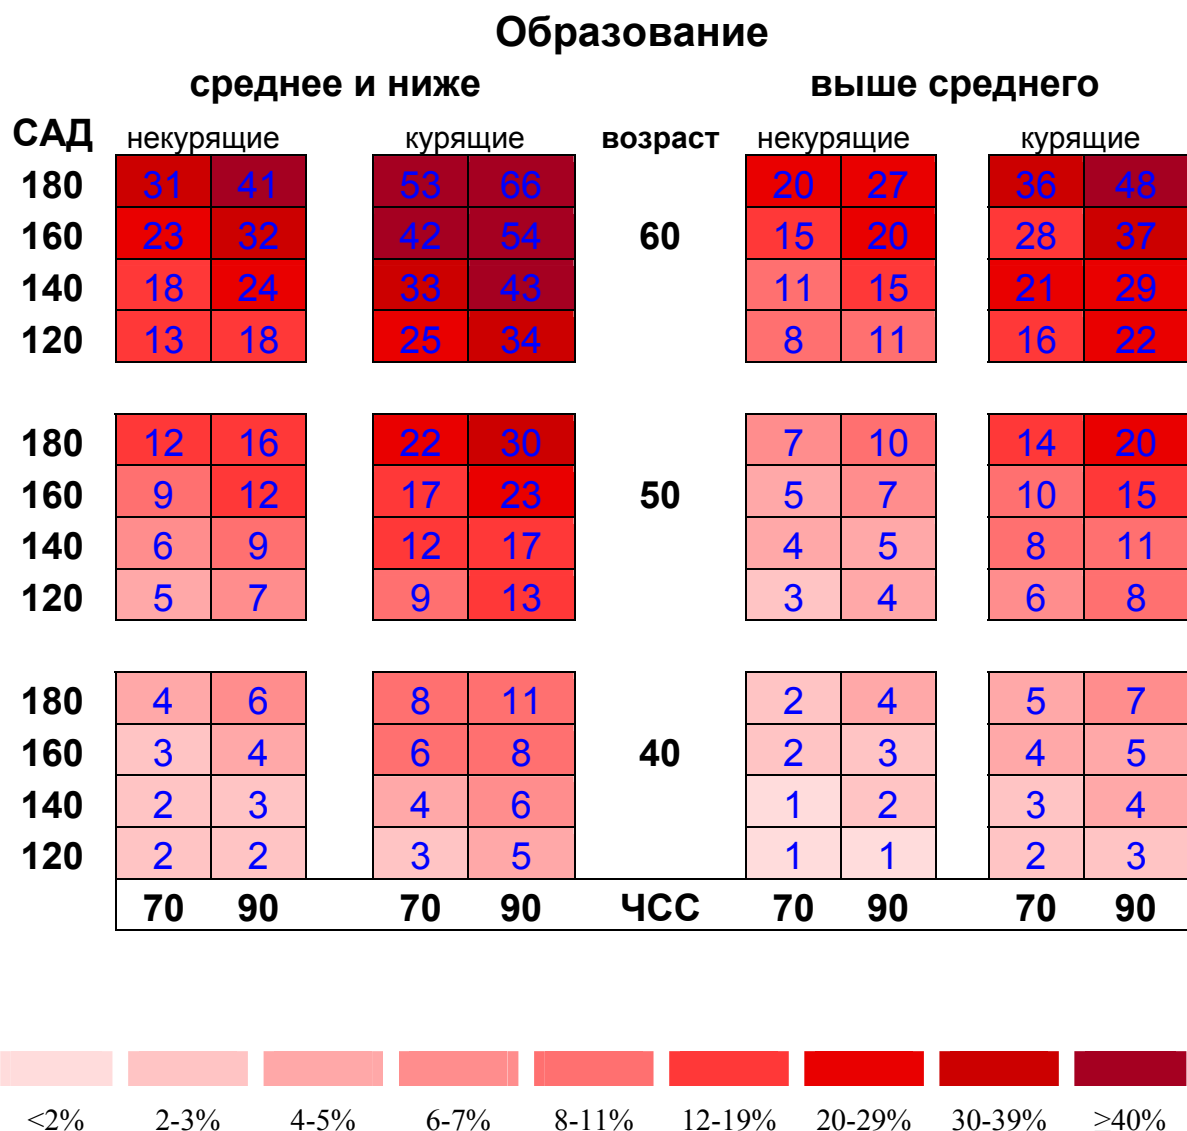 Образование
среднее и ниже выше среднего
САД некурящие курящие возраст некурящие курящие
180 31 41 53 66 20 27 36 48
160 23 32 42 54 60 15 20 28 37
140 18 24 33 43 11 15 21 29
120 13 18 25 34 8 11 16 22
180 12 16 22 30 7 10 14 20
160 9 12 17 23 50 5 7 10 15
140 6 9 12 17 4 5 8 11
120 5 7 9 13 3 4 6 8
180 4 6 8 11 2 4 5 7
160 3 4 6 8 40 2 3 4 5
140 2 3 4 6 1 2 3 4
120 2 2 3 5 1 1 2 3
70 90 70 90 ЧСС 70 90 70 90
<2% 2-3% 4-5% 6-7% 8-11% 12-19% 20-29% 30-39% ≥40%